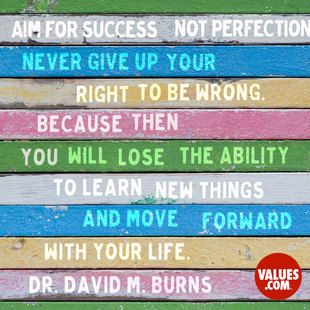 AIM FOR SUCCESS NOT PERFECTION
NEVER GIVE UP YOUR
RIGHT TO BE WRONG.
BECAUSE THEN
YOU WILL LOSE THE ABILITY
TO LEARN NEW THINGS
AND MOVE FORWARD
WITH YOUR LIFE.
DR. DAVID M. BURNS
VALUES
.COM®